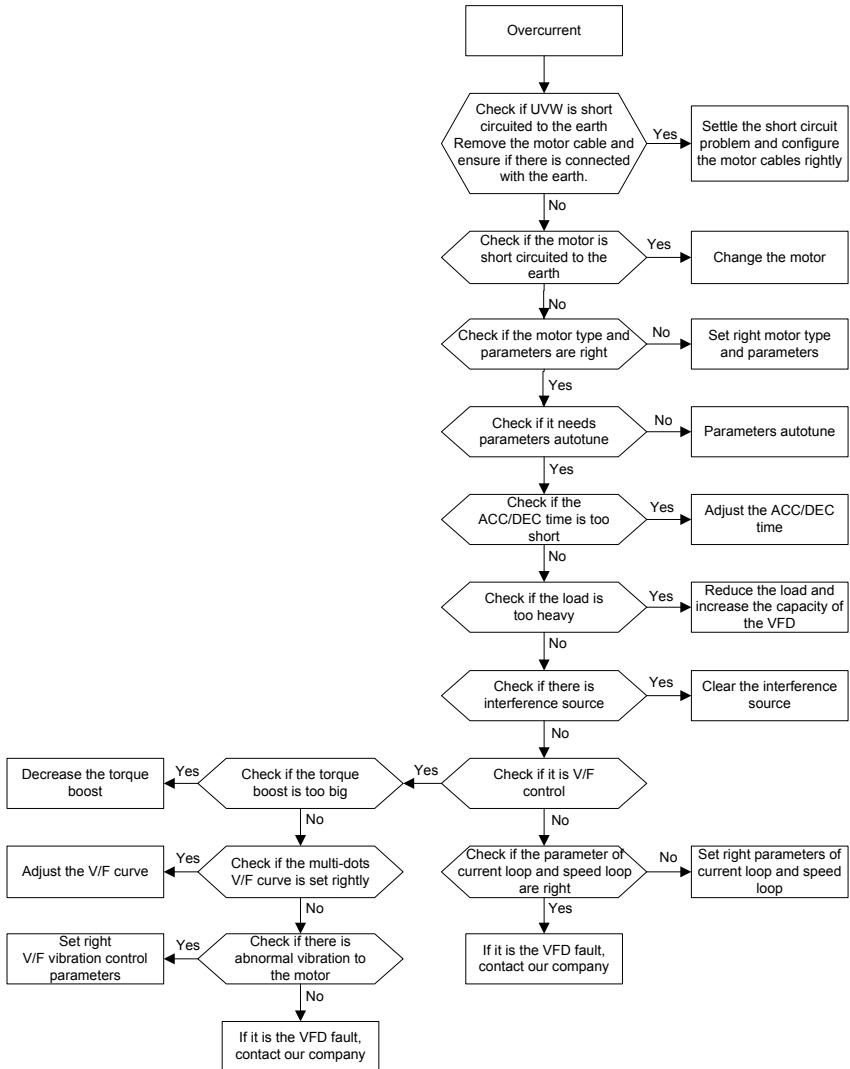 Overcurrent
Check if UVW is short
circuited to the earth
Remove the motor cable and
ensure if there is connected
with the earth.
Yes
Settle the short circuit
problem and configure
the motor cables rightly
No
Check if the motor is
short circuited to the
earth
Yes
Change the motor
No
Check if the motor type and
parameters are right
No
Set right motor type
and parameters
Yes
Check if it needs
parameters autotune
No
Parameters autotune
Yes
Check if the
ACC/DEC time is too
short
Yes
Adjust the ACC/DEC
time
No
Check if the load is
too heavy
Yes
Reduce the load and
increase the capacity of
the VFD
No
Check if there is
interference source
Yes
Clear the interference
source
No
Check if it is V/F
control
Yes
Check if the torque
boost is too big
Yes
Decrease the torque
boost
No
Check if the multi-dots
V/F curve is set rightly
Yes
Adjust the V/F curve
No
Check if there is
abnormal vibration to
the motor
Yes
Set right
V/F vibration control
parameters
No
If it is the VFD fault,
contact our company
No
Check if the parameter of
current loop and speed loop
are right
No
Set right parameters of
current loop and speed
loop
Yes
If it is the VFD fault,
contact our company